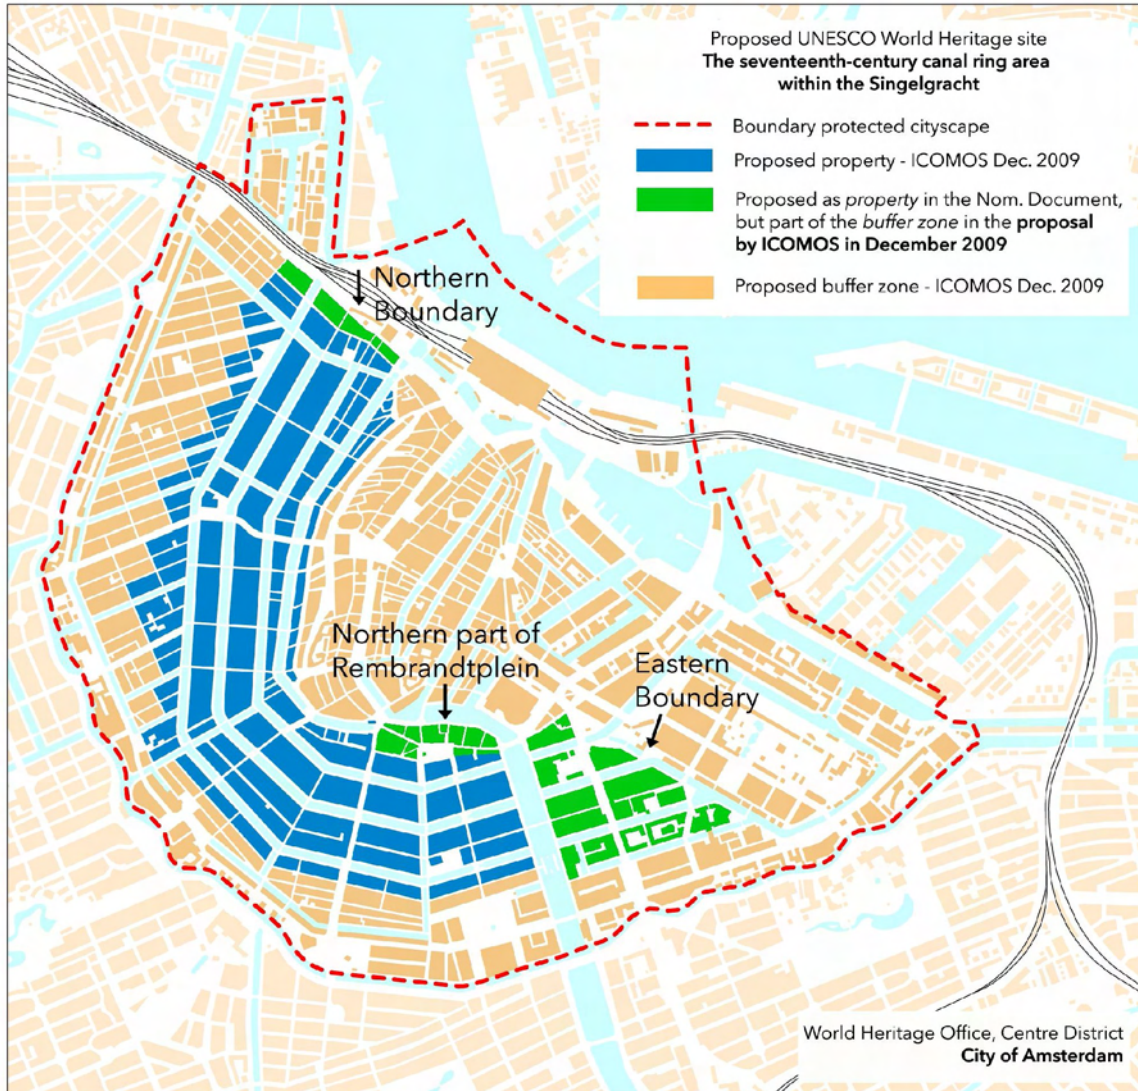 Proposed UNESCO World Heritage site
The seventeenth-century canal ring area
within the Singelgracht
Boundary protected cityscape
Proposed property - ICOMOS Dec. 2009
Proposed as property in the Nom. Document,
but part of the buffer zone in the proposal
by ICOMOS in December 2009
Proposed buffer zone - ICOMOS Dec. 2009
Northern
Boundary
Northern part of
Rembrandtplein
Eastern
Boundary
World Heritage Office, Centre District
City of Amsterdam